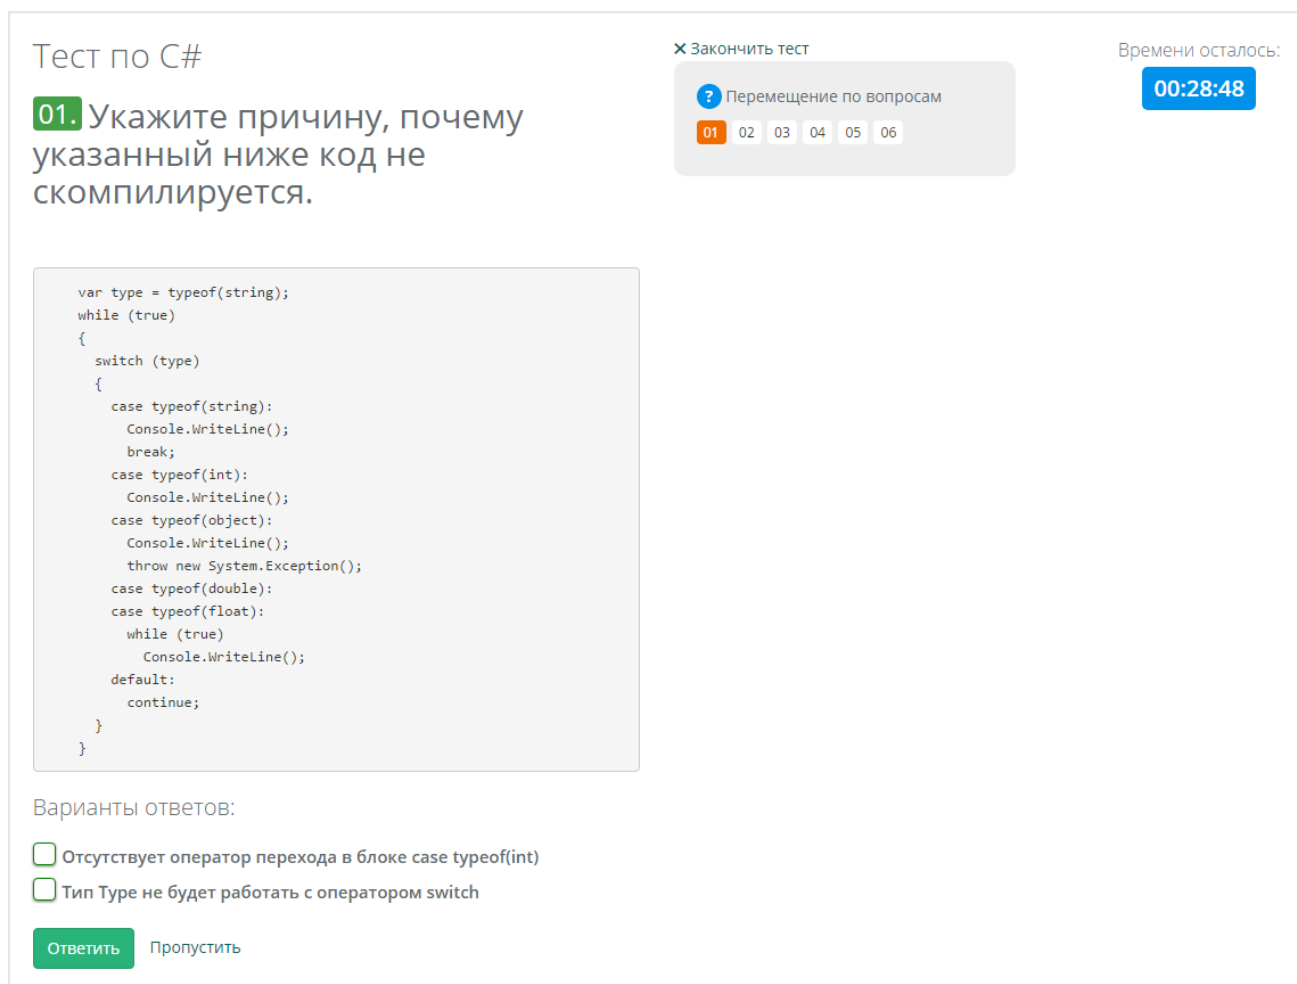 Тест по C#
01. Укажите причину, почему
указанный ниже код не
скомпилируется.
✕ Закончить тест
? Перемещение по вопросам
01 02 03 04 05 06
Времени осталось:
00:28:48
var type = typeof(string);
while (true)
{
switch (type)
{
case typeof(string):
Console.WriteLine();
break;
case typeof(int):
Console.WriteLine();
case typeof(object):
Console.WriteLine();
throw new System.Exception();
case typeof(double):
case typeof(float):
while (true)
Console.WriteLine();
default:
continue;
}
}
Варианты ответов:
Отсутствует оператор перехода в блоке case typeof(int)
Тип Type не будет работать с оператором switch
Ответить Пропустить